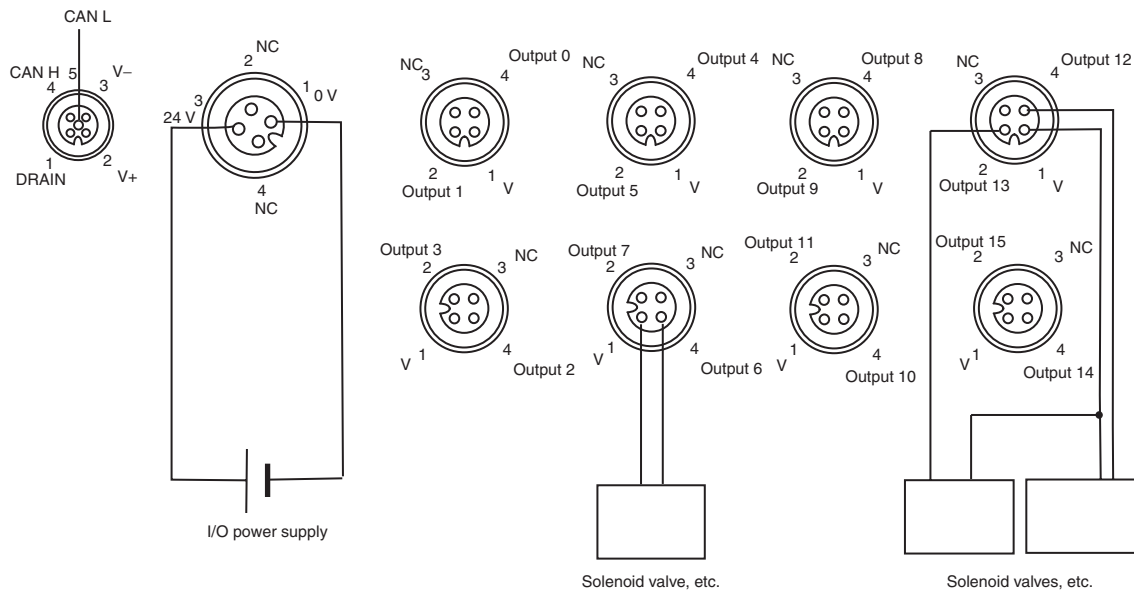 CAN L
CAN H
5
4
3
V–
1
2
DRAIN
V+
NC
2
3
1
0 V
24 V
4
NC
I/O power supply
NC
3
4
Output 0
2
1
Output 1
V
NC
3
4
Output 4
2
1
Output 5
V
NC
3
4
Output 8
2
1
Output 9
V
NC
3
4
Output 12
2
1
Output 13
V
Output 3
2
3
NC
V
1
4
Output 2
Output 7
2
3
NC
V
1
4
Output 6
Output 11
2
3
NC
V
1
4
Output 10
Output 15
2
3
NC
V
1
4
Output 14
Solenoid valve, etc.
Solenoid valves, etc.